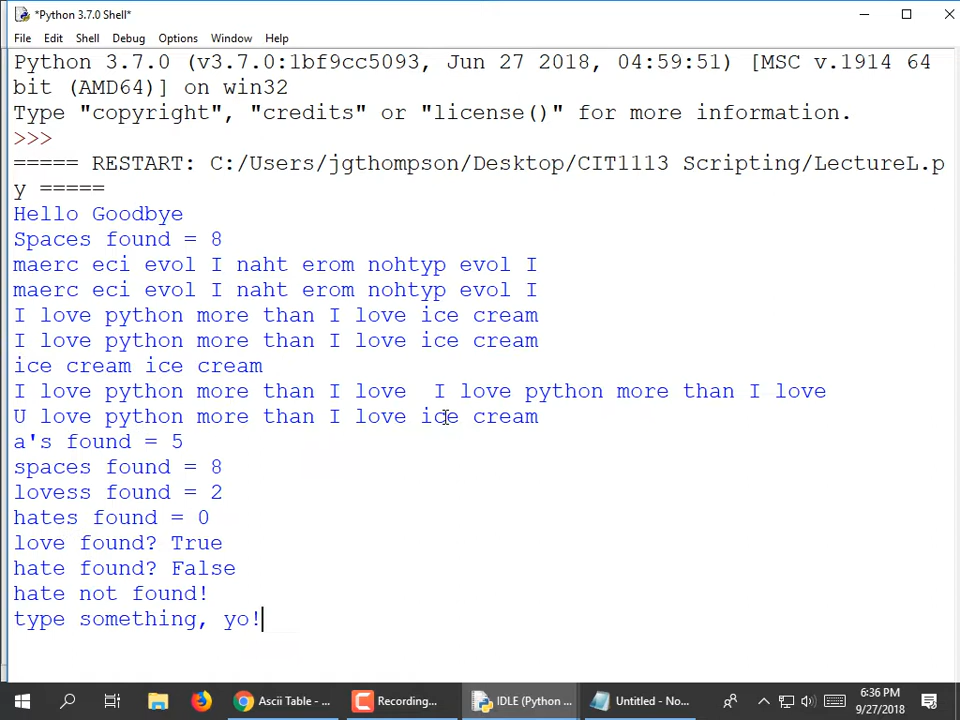 *Python 3.7.0 Shell*
File Edit Shell Debug Options Window Help
Python 3.7.0 (v3.7.0:1bf9cc5093, Jun 27 2018, 04:59:51) [MSC v.1914 64
bit (AMD64)] on win32
Type "copyright", "credits" or "license()" for more information.
>>>
===== RESTART: C:/Users/jgthompson/Desktop/CIT1113 Scripting/LectureL.p
y =====
Hello Goodbye
Spaces found = 8
maerc eci evol I naht erom nohtyp evol I
maerc eci evol I naht erom nohtyp evol I
I love python more than I love ice cream
I love python more than I love ice cream
ice cream ice cream
I love python more than I love  I love python more than I love
U love python more than I love ice cream
a's found = 5
spaces found = 8
lovess found = 2
hates found = 0
love found? True
hate found? False
hate not found!
type something, yo!
Ascii Table - ... Recording... IDLE (Python ... Untitled - No... 6:36 PM
9/27/2018